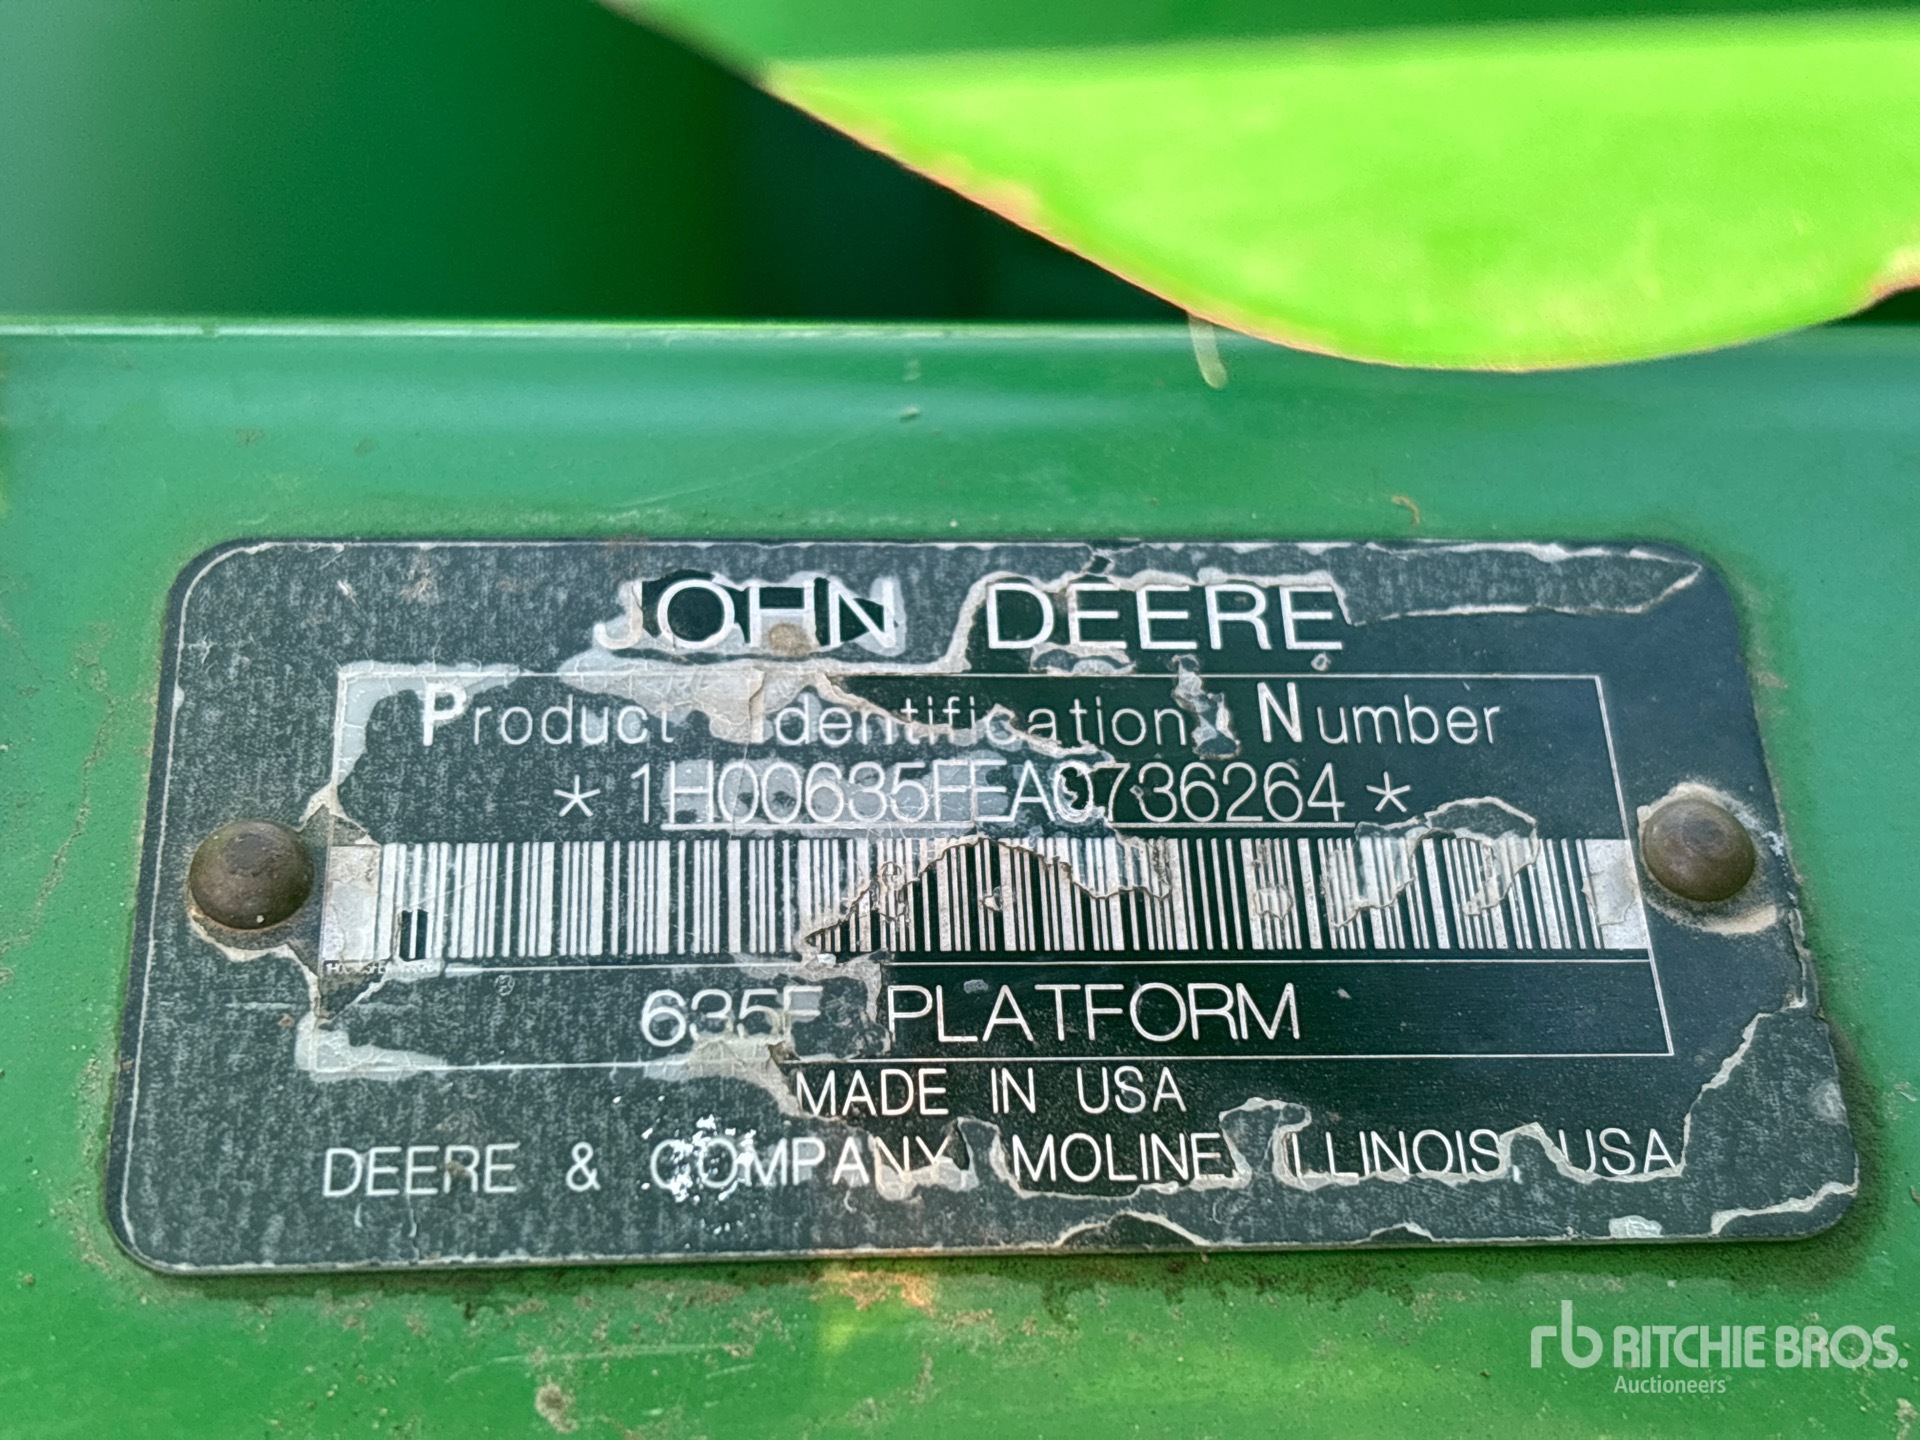 JOHN DEERE
Product Identification Number
*1H00635FEA0736264*
635F PLATFORM
MADE IN USA
DEERE & COMPANY MOLINE ILLINOIS, USA
rb RITCHIE BROS.
Auctioneers